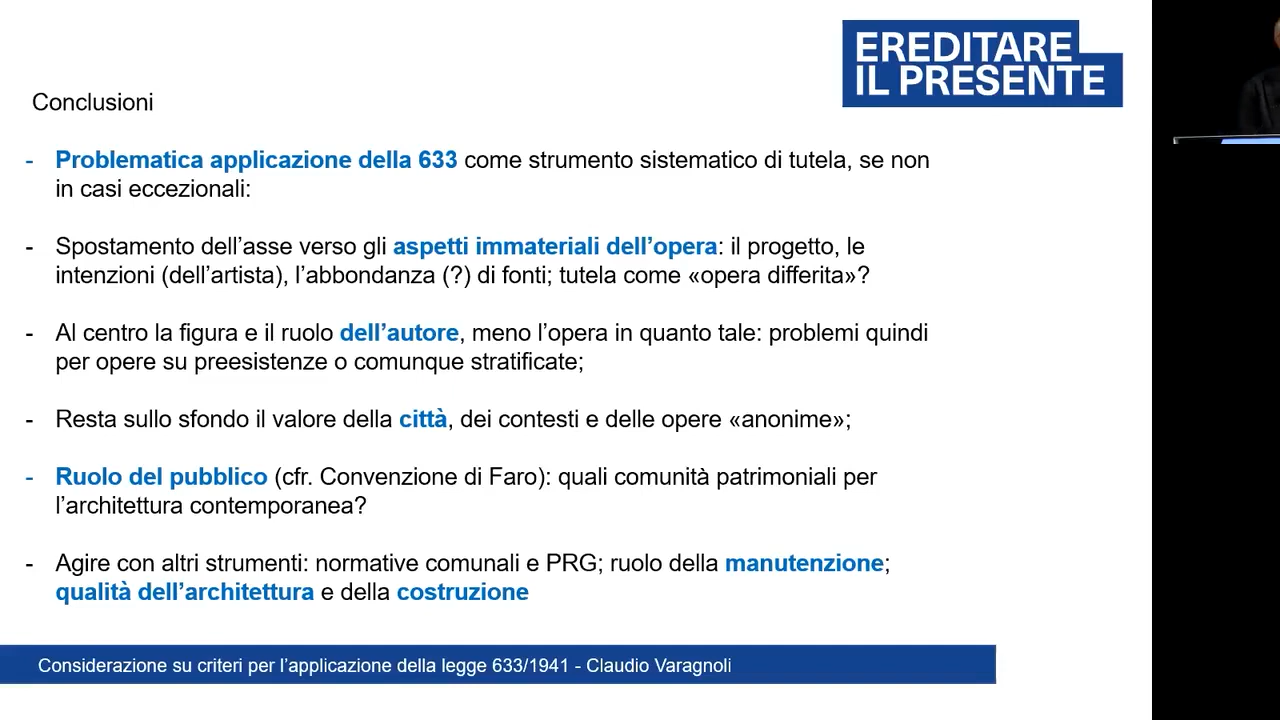 EREDITARE
IL PRESENTE
Conclusioni
- Problematica applicazione della 633 come strumento sistematico di tutela, se non
in casi eccezionali:
- Spostamento dell’asse verso gli aspetti immateriali dell’opera: il progetto, le
intenzioni (dell’artista), l’abbondanza (?) di fonti; tutela come «opera differita»?
- Al centro la figura e il ruolo dell’autore, meno l’opera in quanto tale: problemi quindi
per opere su preesistenze o comunque stratificate;
- Resta sullo sfondo il valore della città, dei contesti e delle opere «anonime»;
- Ruolo del pubblico (cfr. Convenzione di Faro): quali comunità patrimoniali per
l’architettura contemporanea?
- Agire con altri strumenti: normative comunali e PRG; ruolo della manutenzione;
qualità dell’architettura e della costruzione
Considerazione su criteri per l’applicazione della legge 633/1941 - Claudio Varagnoli